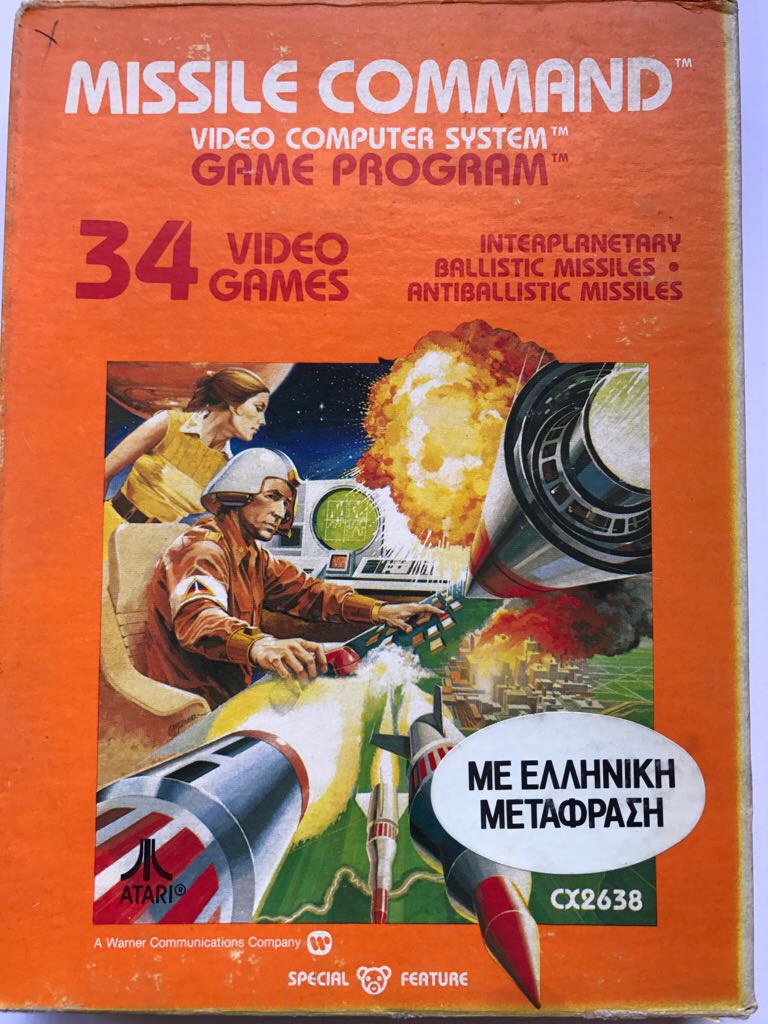 MISSILE COMMAND™
VIDEO COMPUTER SYSTEM™
GAME PROGRAM™
34 VIDEO GAMES
INTERPLANETARY
BALLISTIC MISSILES •
ANTIBALLISTIC MISSILES
ΜΕ ΕΛΛΗΝΙΚΗ
ΜΕΤΑΦΡΑΣΗ
ATARI®
CX2638
A Warner Communications Company
SPECIAL FEATURE